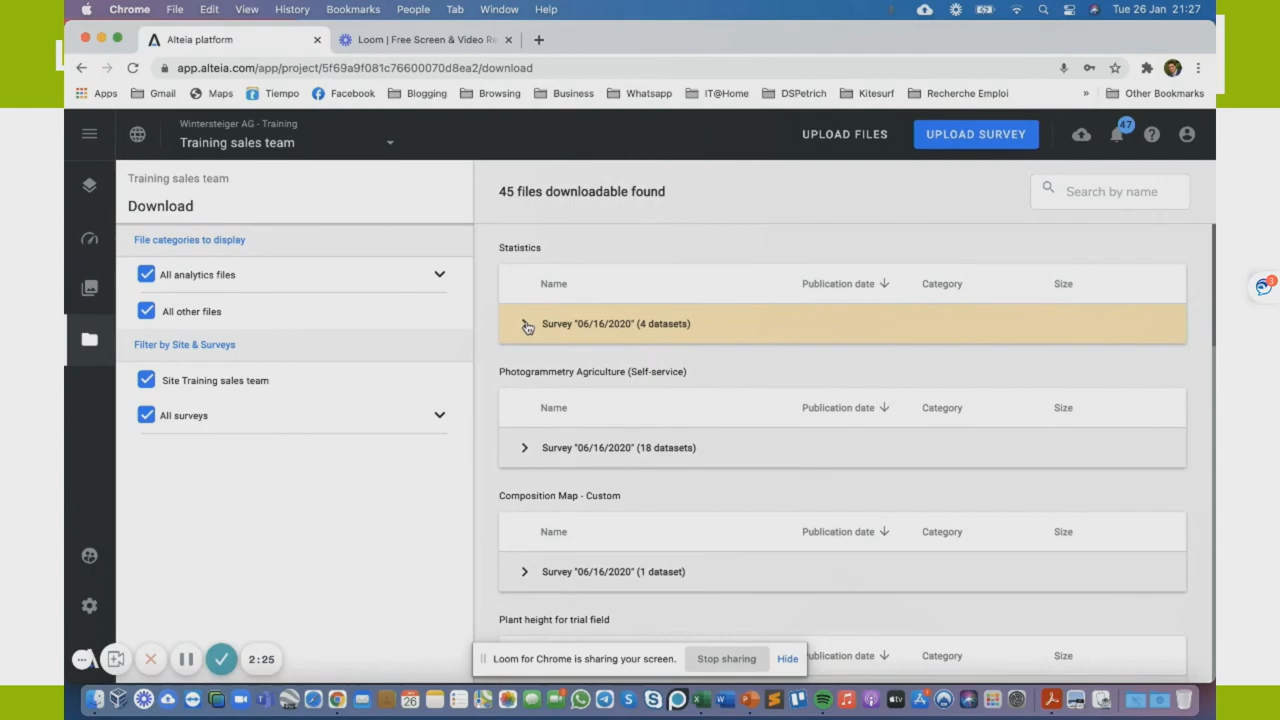 Chrome File Edit View History Bookmarks People Tab Window Help Tue 26 Jan 21:27
Alteia platform
Loom | Free Screen & Video Re
app.alteia.com/app/project/5f69a9f081c76600070d8ea2/download
Apps Gmail Maps Tiempo Facebook Blogging Browsing Business Whatsapp IT@Home DSPetrich Kitesurf Recherche Emploi » Other Bookmarks
Wintersteiger AG - Training
Training sales team
UPLOAD FILES
UPLOAD SURVEY
47
3
Training sales team
Download
File categories to display
All analytics files
All other files
Filter by Site & Surveys
Site Training sales team
All surveys
45 files downloadable found
Search by name
Statistics
Name Publication date Category Size
Survey "06/16/2020" (4 datasets)
Photogrammetry Agriculture (Self-service)
Name Publication date Category Size
Survey "06/16/2020" (18 datasets)
Composition Map - Custom
Name Publication date Category Size
Survey "06/16/2020" (1 dataset)
Plant height for trial field
ublication date Category Size
2:25
Loom for Chrome is sharing your screen. Stop sharing Hide
26